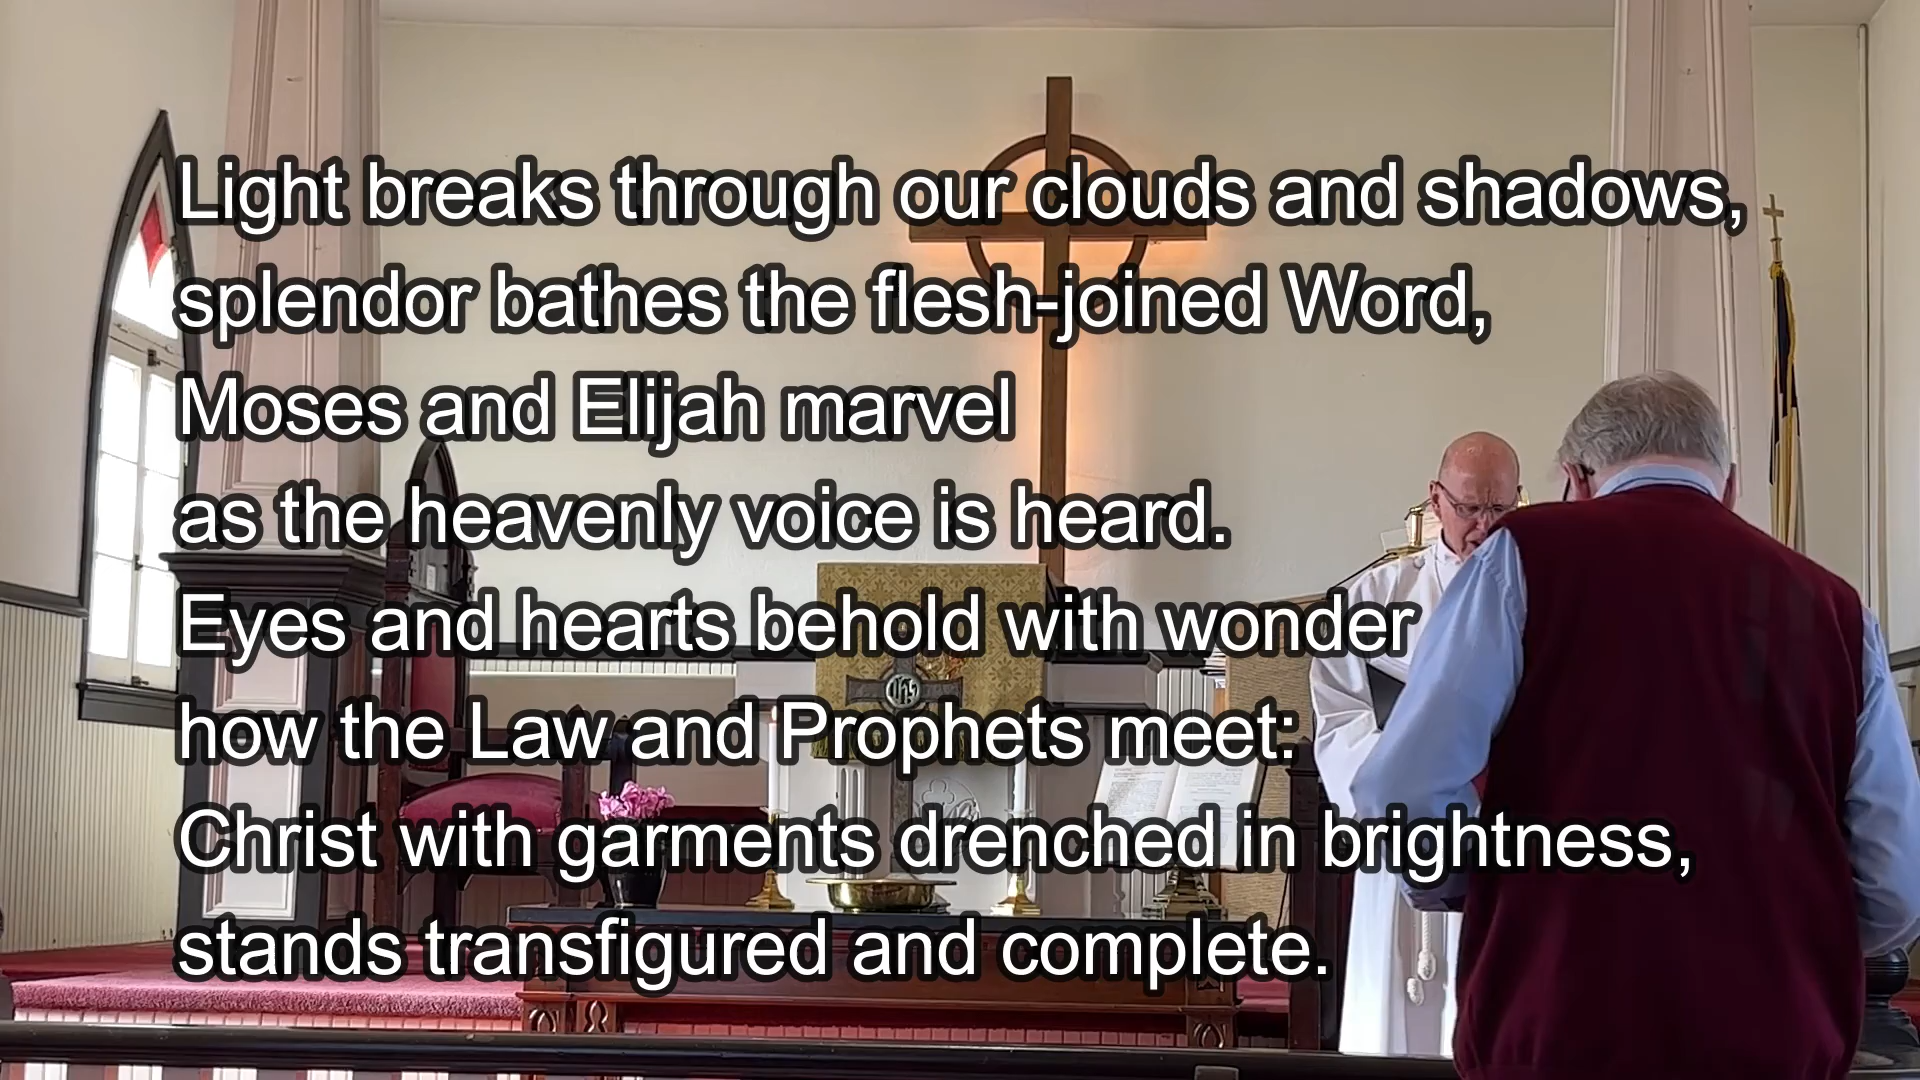 Light breaks through our clouds and shadows,
splendor bathes the flesh-joined Word,
Moses and Elijah marvel
as the heavenly voice is heard.
Eyes and hearts behold with wonder
how the Law and Prophets meet:
Christ with garments drenched in brightness,
stands transfigured and complete.